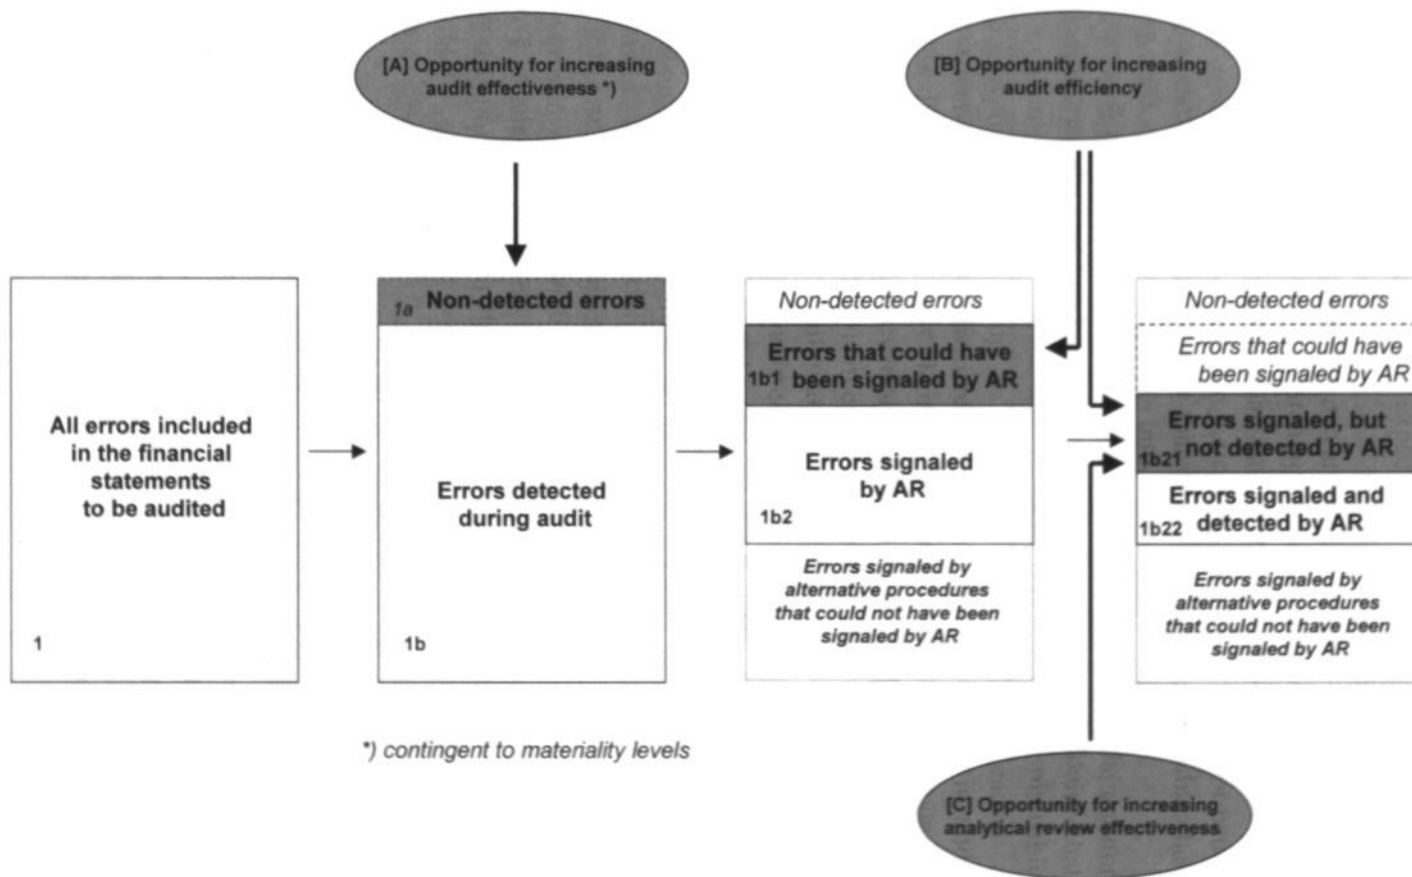 [A] Opportunity for increasing
audit effectiveness *)
[B] Opportunity for increasing
audit efficiency
All errors included
in the financial
statements
to be audited
1
1a Non-detected errors
Errors detected
during audit
1b
Non-detected errors
Errors that could have
1b1 been signaled by AR
Errors signaled
by AR
1b2
Errors signaled by
alternative procedures
that could not have been
signaled by AR
Non-detected errors
Errors that could have
been signaled by AR
Errors signaled, but
not detected by AR
1b21
Errors signaled and
detected by AR
1b22
Errors signaled by
alternative procedures
that could not have been
signaled by AR
*) contingent to materiality levels
[C] Opportunity for increasing
analytical review effectiveness